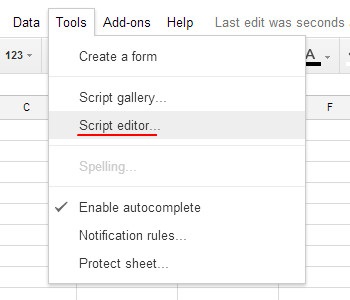 Data Tools Add-ons Help Last edit was seconds
123 A
C F
Create a form
Script gallery...
Script editor...
Spelling...
Enable autocomplete
Notification rules...
Protect sheet...